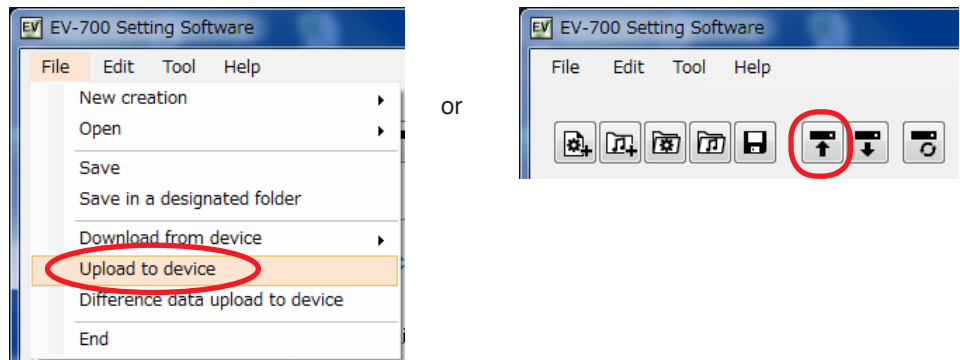 EV EV-700 Setting Software
File Edit Tool Help
New creation
Open
Save
Save in a designated folder
Download from device
Upload to device
Difference data upload to device
End
or
EV EV-700 Setting Software
File Edit Tool Help